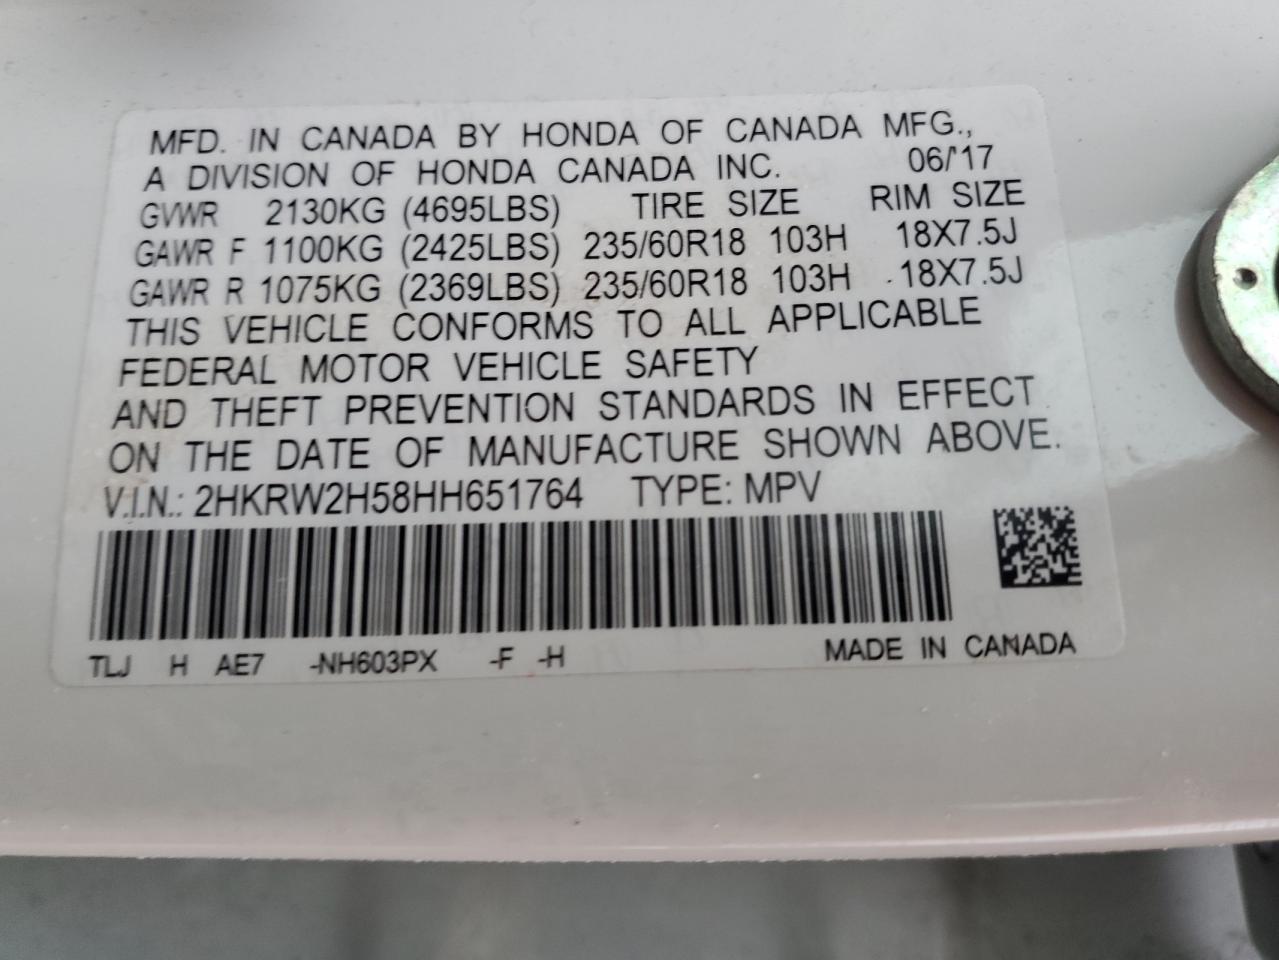 MFD. IN CANADA BY HONDA OF CANADA MFG.,
A DIVISION OF HONDA CANADA INC. 06/'17
GVWR 2130KG (4695LBS) TIRE SIZE RIM SIZE
GAWR F 1100KG (2425LBS) 235/60R18 103H 18X7.5J
GAWR R 1075KG (2369LBS) 235/60R18 103H 18X7.5J
THIS VEHICLE CONFORMS TO ALL APPLICABLE
FEDERAL MOTOR VEHICLE SAFETY
AND THEFT PREVENTION STANDARDS IN EFFECT
ON THE DATE OF MANUFACTURE SHOWN ABOVE.
V.I.N.: 2HKRW2H58HH651764 TYPE: MPV
TLJ H AE7 -NH603PX -F -H MADE IN CANADA